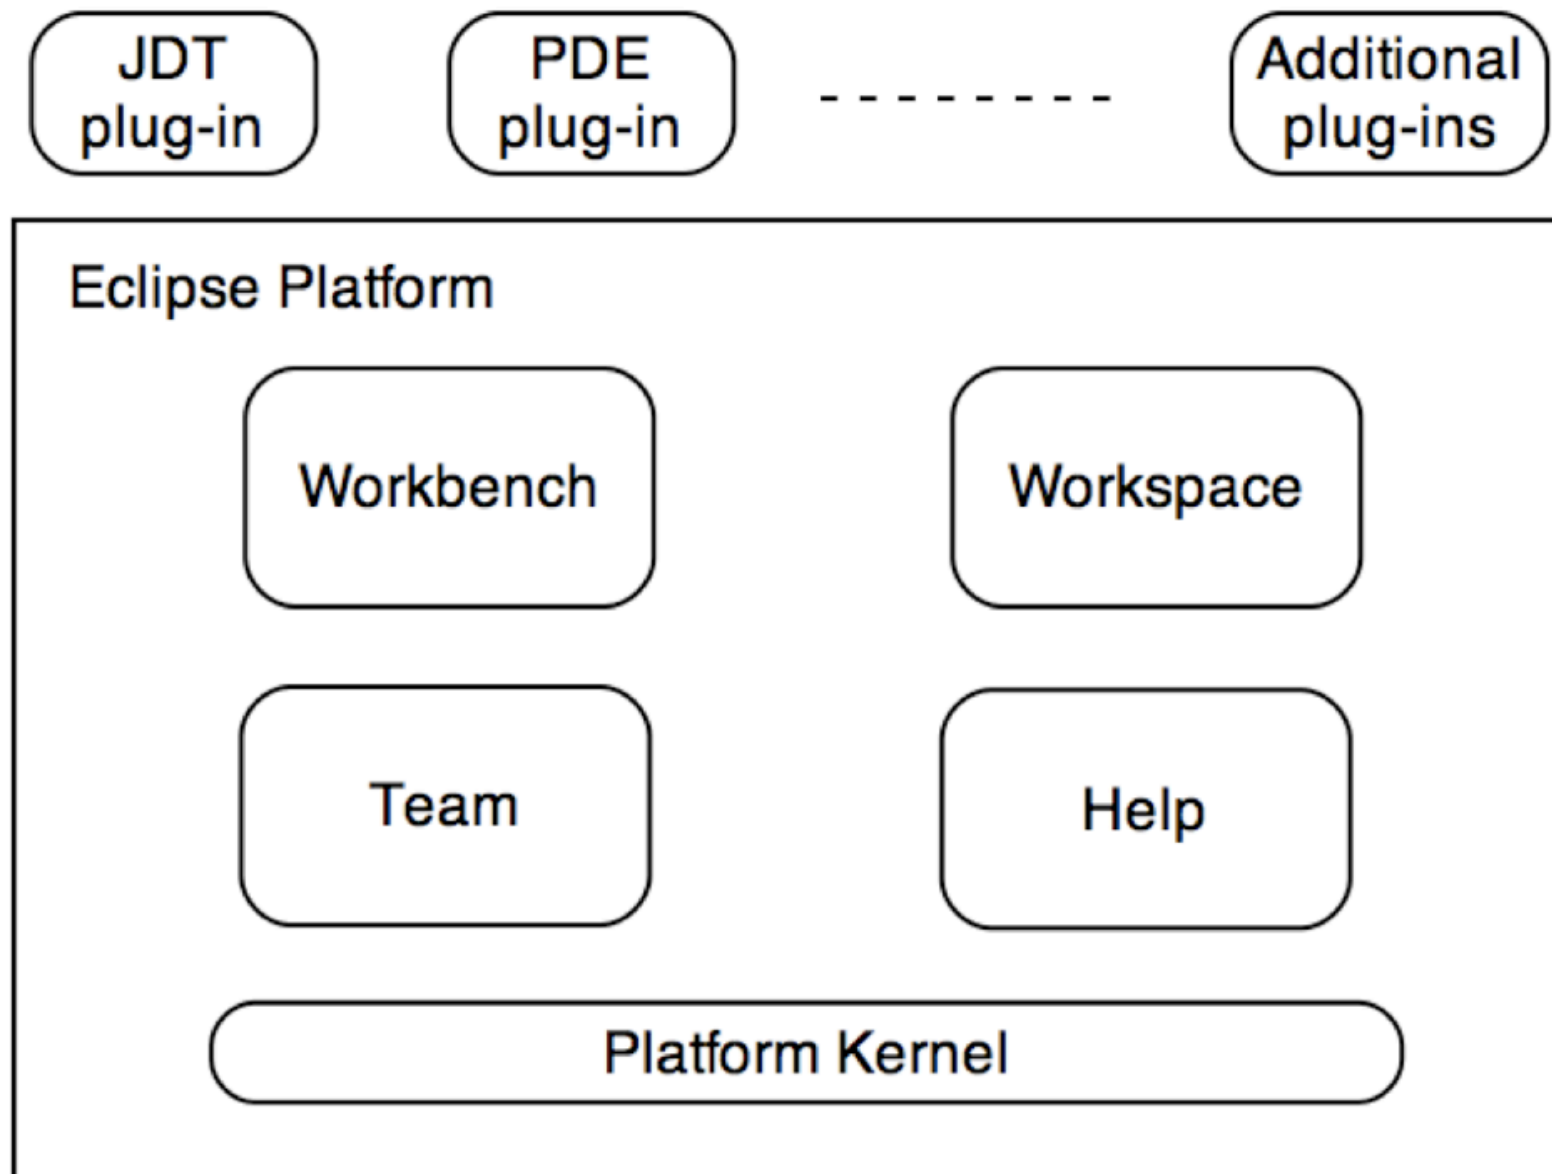 JDT
plug-in
PDE
plug-in
Additional
plug-ins
Eclipse Platform
Workbench
Workspace
Team
Help
Platform Kernel